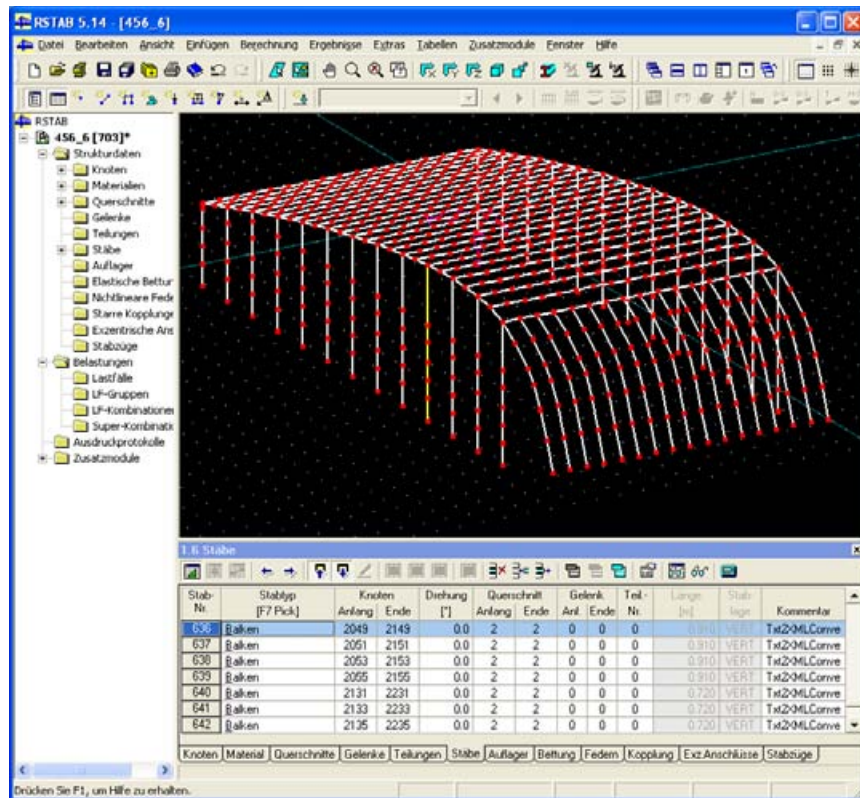 RSTAB 5.14 - [456_6]
Datei Bearbeiten Ansicht Einfügen Berechnung Ergebnisse Extras Tabellen Zusatzmodule Fenster Hilfe
RSTAB
456_6 [703]*
Strukturdaten
Knoten
Materialien
Querschnitte
Gelenke
Teilungen
Stäbe
Auflager
Elastische Bettur
Nichtlineare Fede
Starre Kopplunge
Exzentrische Ans
Stabzüge
Belastungen
Lastfälle
LF-Gruppen
LF-Kombinationer
Super-Kombinati
Ausdruckprotokolle
Zusatzmodule
1.6 Stäbe
Stab- Stabtyp Knoten Drehung Querschnitt Gelenk Teil.- Länge Stab-
Nr. [F7 Pick] Anfang Ende [°] Anfang Ende Anf. Ende Nr. [m] lage Kommentar
636 Balken 2049 2149 0.0 2 2 0 0 0 0.910 VERT Txt2XMLConve
637 Balken 2051 2151 0.0 2 2 0 0 0 0.910 VERT Txt2XMLConve
638 Balken 2053 2153 0.0 2 2 0 0 0 0.910 VERT Txt2XMLConve
639 Balken 2055 2155 0.0 2 2 0 0 0 0.910 VERT Txt2XMLConve
640 Balken 2131 2231 0.0 2 2 0 0 0 0.720 VERT Txt2XMLConve
641 Balken 2133 2233 0.0 2 2 0 0 0 0.720 VERT Txt2XMLConve
642 Balken 2135 2235 0.0 2 2 0 0 0 0.720 VERT Txt2XMLConve
Knoten Material Querschnitte Gelenke Teilungen Stäbe Auflager Bettung Federn Kopplung Exz.Anschlüsse Stabzüge
Drücken Sie F1, um Hilfe zu erhalten.